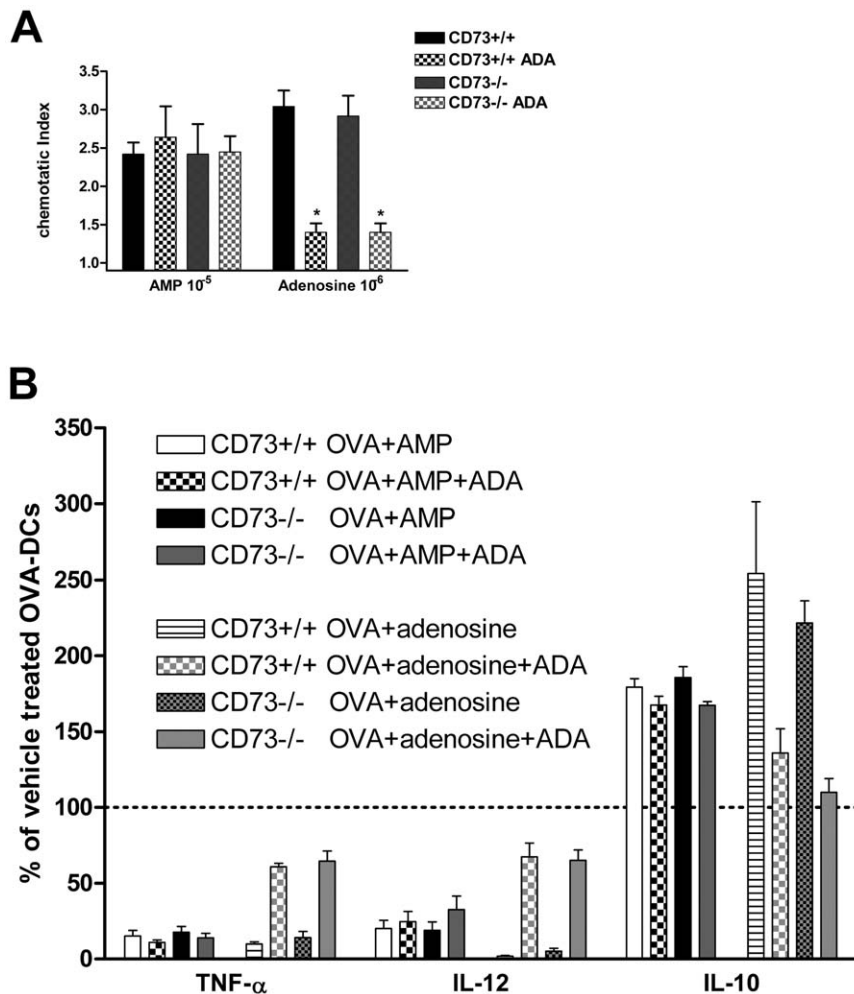 A
CD73+/+
CD73+/+ ADA
CD73-/-
CD73-/- ADA
chemotatic Index
3.5
3.0
2.5
2.0
1.5
1.0
* *
AMP 10-5 Adenosine 10-6
B
% of vehicle treated OVA-DCs
350
300
250
200
150
100
50
0
CD73+/+ OVA+AMP
CD73+/+ OVA+AMP+ADA
CD73-/- OVA+AMP
CD73-/- OVA+AMP+ADA
CD73+/+ OVA+adenosine
CD73+/+ OVA+adenosine+ADA
CD73-/- OVA+adenosine
CD73-/- OVA+adenosine+ADA
TNF-α IL-12 IL-10